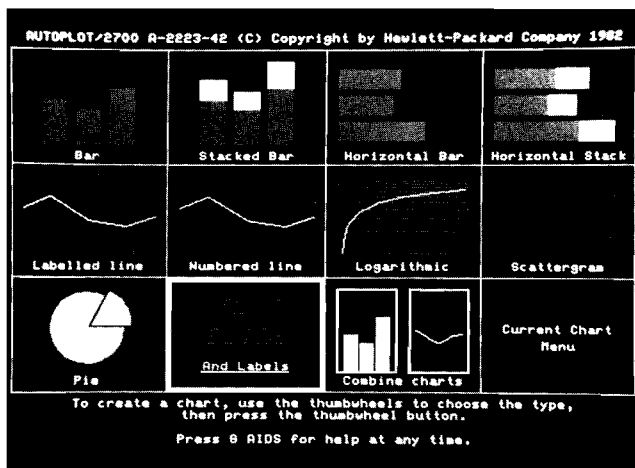 AUTOPLOT/2700 A-2223-42 (C) Copyright by Hewlett-Packard Company 1982
Bar
Stacked Bar
Horizontal Bar
Horizontal Stack
Labelled line
Numbered line
Logarithmic
Scattergram
Pie
And Labels
Combine charts
Current Chart
Menu
To create a chart, use the thumbwheels to choose the type,
then press the thumbwheel button.
Press 8 AIDS for help at any time.